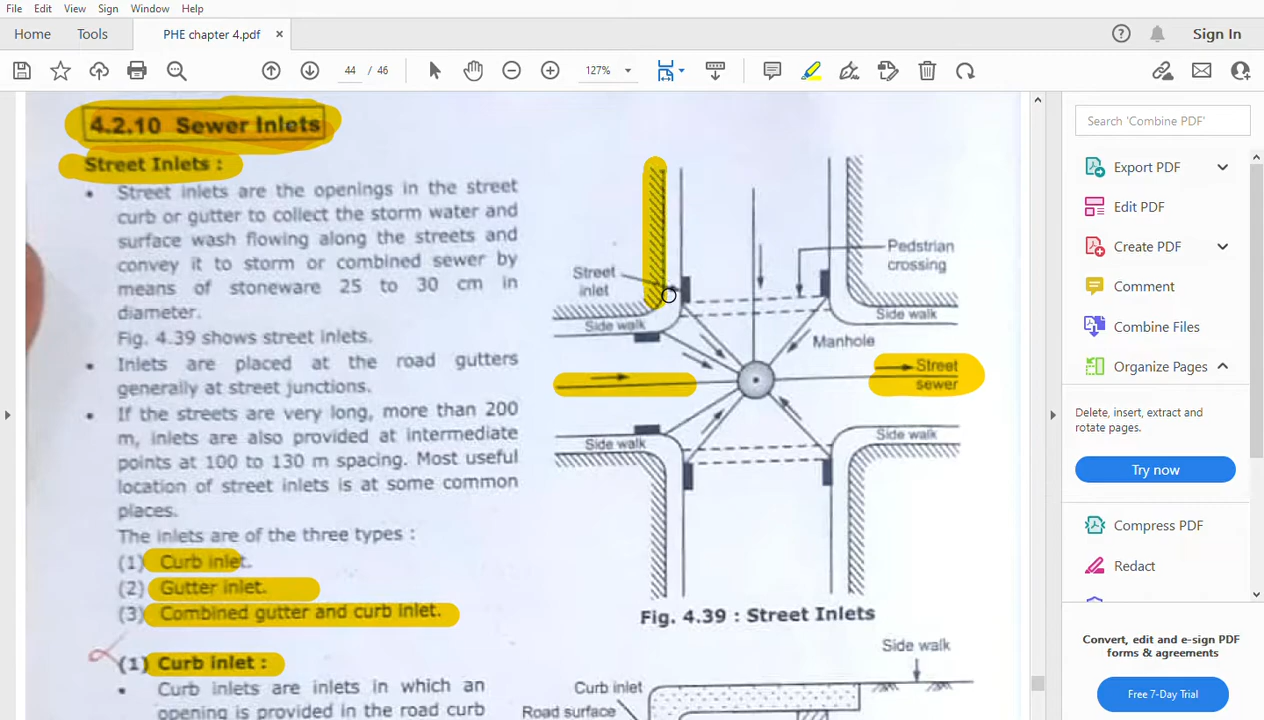 File Edit View Sign Window Help
Home Tools PHE chapter 4.pdf × Sign In
44 / 46 127%
4.2.10 Sewer Inlets
Street Inlets :
• Street inlets are the openings in the street
curb or gutter to collect the storm water and
surface wash flowing along the streets and
convey it to storm or combined sewer by
means of stoneware 25 to 30 cm in
diameter.
Fig. 4.39 shows street inlets.
• Inlets are placed at the road gutters
generally at street junctions.
• If the streets are very long, more than 200
m, inlets are also provided at intermediate
points at 100 to 130 m spacing. Most useful
location of street inlets is at some common
places.
The inlets are of the three types :
(1) Curb inlet.
(2) Gutter inlet.
(3) Combined gutter and curb inlet.
(1) Curb inlet :
• Curb inlets are inlets in which an
opening is provided in the road curb
Street
inlet
Pedstrian
crossing
Side walk
Side walk
Manhole
Street
sewer
Side walk
Side walk
Fig. 4.39 : Street Inlets
Side walk
Curb inlet
Road surface
Search 'Combine PDF'
Export PDF
Edit PDF
Create PDF
Comment
Combine Files
Organize Pages
Delete, insert, extract and
rotate pages.
Try now
Compress PDF
Redact
Convert, edit and e-sign PDF
forms & agreements
Free 7-Day Trial